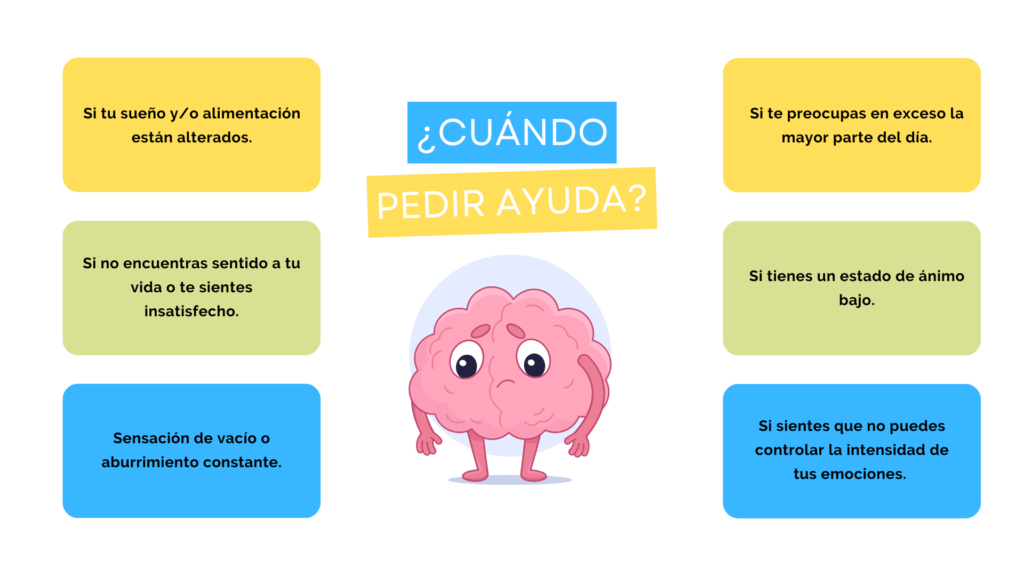 ¿CUÁNDO
PEDIR AYUDA?
Si tu sueño y/o alimentación
están alterados.
Si no encuentras sentido a tu
vida o te sientes
insatisfecho.
Sensación de vacío o
aburrimiento constante.
Si te preocupas en exceso la
mayor parte del día.
Si tienes un estado de ánimo
bajo.
Si sientes que no puedes
controlar la intensidad de
tus emociones.